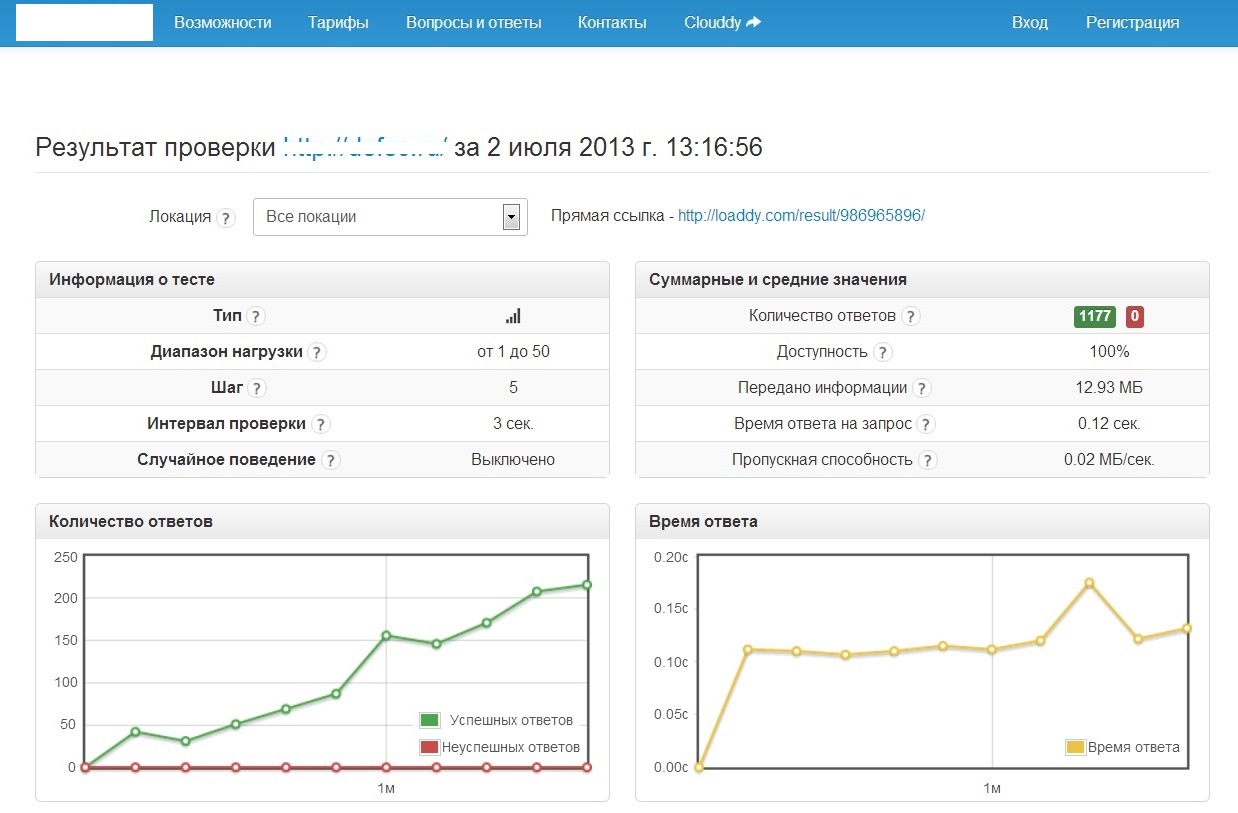 Возможности Тарифы Вопросы и ответы Контакты Clouddy Вход Регистрация
Результат проверки за 2 июля 2013 г. 13:16:56
Локация ? Все локации Прямая ссылка - http://loaddy.com/result/986965896/
Информация о тесте
Тип ?
Диапазон нагрузки ? от 1 до 50
Шаг ? 5
Интервал проверки ? 3 сек.
Случайное поведение ? Выключено
Суммарные и средние значения
Количество ответов ? 1177 0
Доступность ? 100%
Передано информации ? 12.93 МБ
Время ответа на запрос ? 0.12 сек.
Пропускная способность ? 0.02 МБ/сек.
Количество ответов
250
200
150
100
50
0
Успешных ответов
Неуспешных ответов
1м
Время ответа
0.20с
0.15с
0.10с
0.05с
0.00с
Время ответа
1м